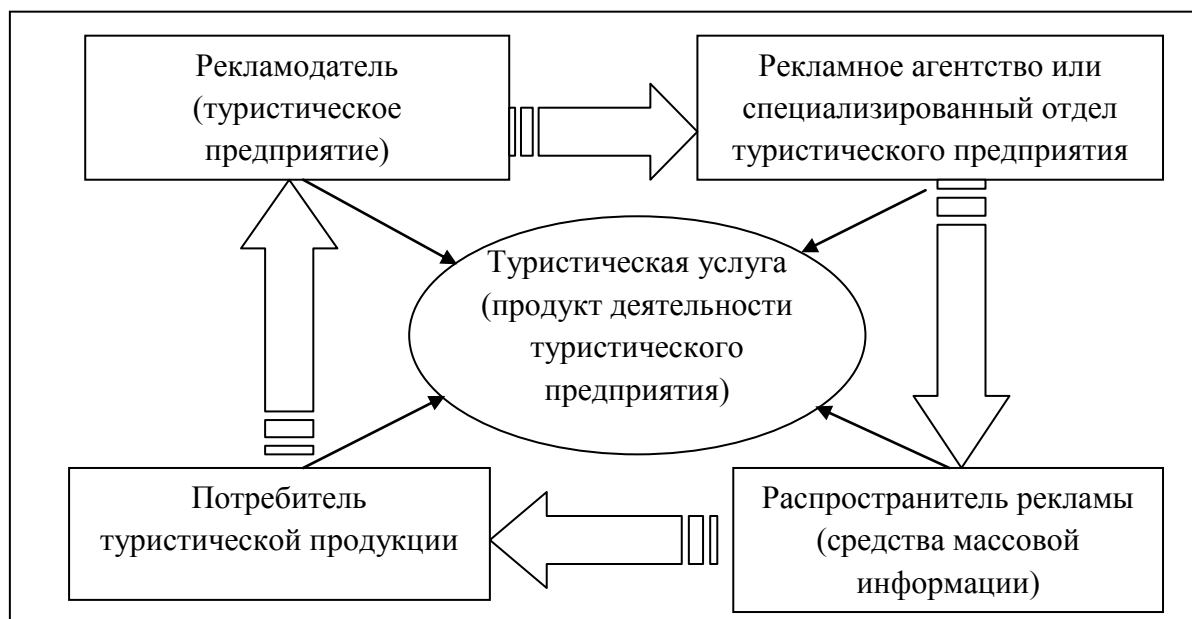 Рекламодатель
(туристическое
предприятие)
Рекламное агентство или
специализированный отдел
туристического предприятия
Туристическая услуга
(продукт деятельности
туристического
предприятия)
Потребитель
туристической продукции
Распространитель рекламы
(средства массовой
информации)